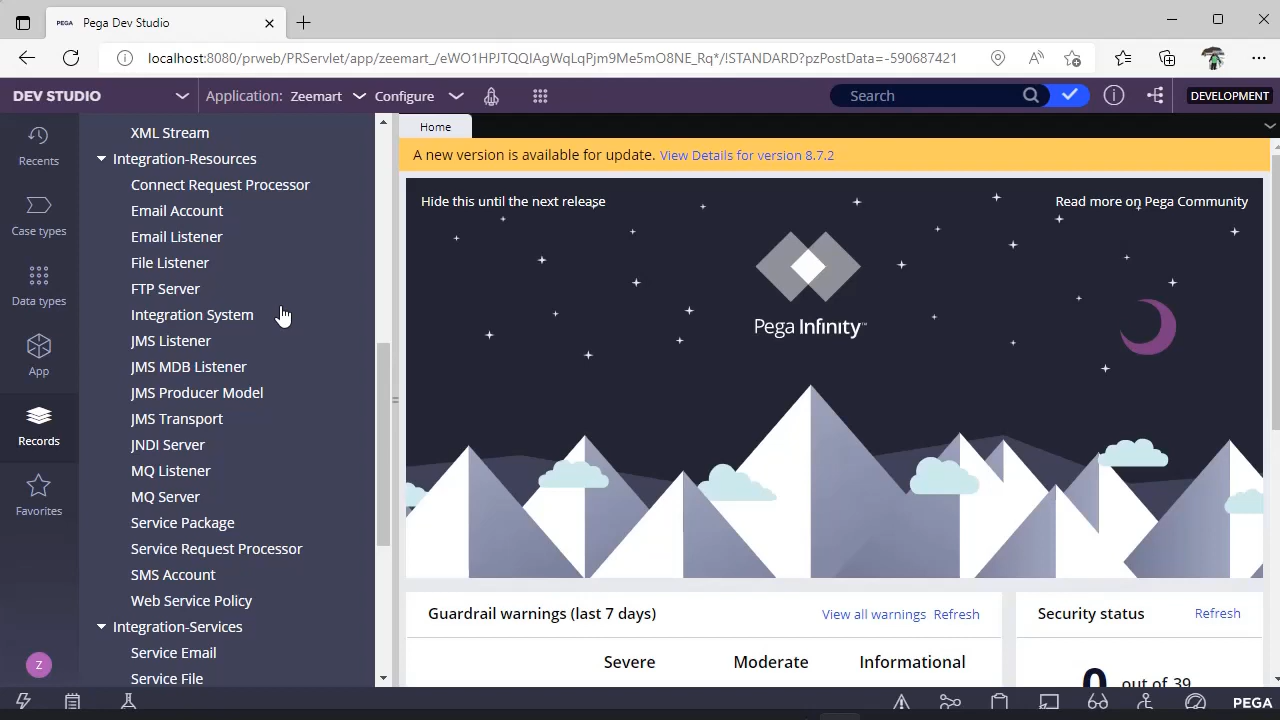 PEGA Pega Dev Studio
localhost:8080/prweb/PRServlet/app/zeemart_/eWO1HPJTQQIAgWqLqPjm9Me5mO8NE_Rq*/!STANDARD?pzPostData=-590687421
DEV STUDIO
Application: Zeemart
Configure
Search
DEVELOPMENT
Recents
Case types
Data types
App
Records
Favorites
Z
XML Stream
Integration-Resources
Connect Request Processor
Email Account
Email Listener
File Listener
FTP Server
Integration System
JMS Listener
JMS MDB Listener
JMS Producer Model
JMS Transport
JNDI Server
MQ Listener
MQ Server
Service Package
Service Request Processor
SMS Account
Web Service Policy
Integration-Services
Service Email
Service File
Home
A new version is available for update. View Details for version 8.7.2
Hide this until the next release
Read more on Pega Community
Pega Infinity™
Guardrail warnings (last 7 days)
View all warnings Refresh
Severe Moderate Informational
Security status
Refresh
0 out of 39
PEGA